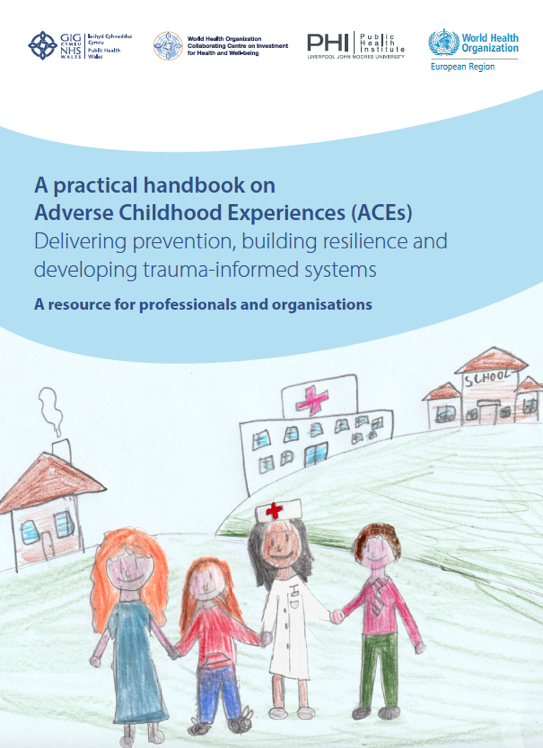 GIG
CYMRU
NHS
WALES
Iechyd Cyhoeddus
Cymru
Public Health
Wales
World Health Organization
Collaborating Centre on Investment
for Health and Well-being
PHI
Public
Health
Institute
LIVERPOOL JOHN MOORES UNIVERSITY
World Health
Organization
European Region
A practical handbook on
Adverse Childhood Experiences (ACEs)
Delivering prevention, building resilience and
developing trauma-informed systems
A resource for professionals and organisations
SCHOOL